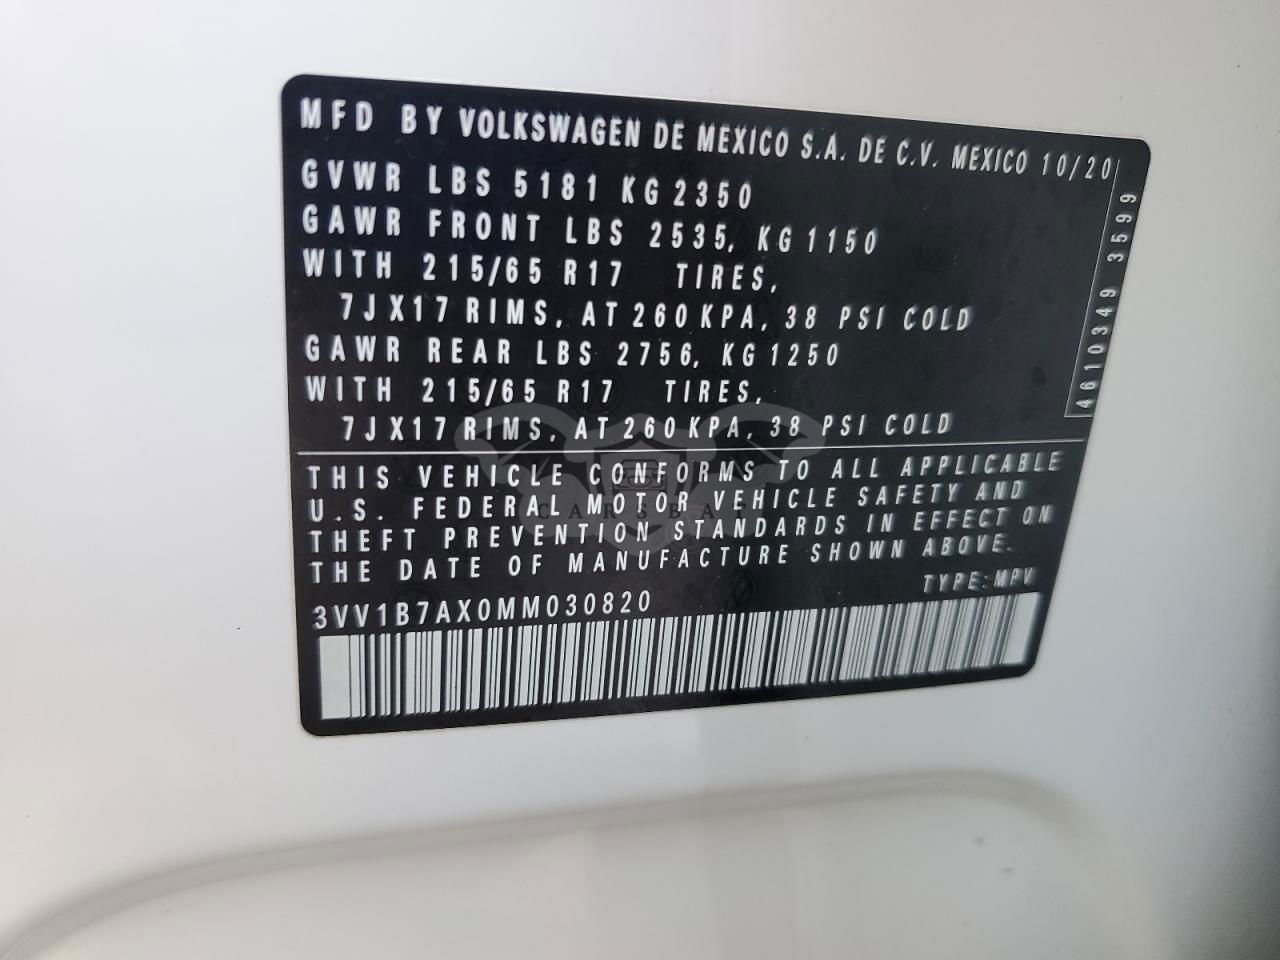 MFD BY VOLKSWAGEN DE MEXICO S.A. DE C.V. MEXICO 10/20
GVWR LBS 5181 KG 2350
GAWR FRONT LBS 2535, KG 1150
WITH 215/65 R17 TIRES,
7JX17 RIMS, AT 260 KPA, 38 PSI COLD
GAWR REAR LBS 2756, KG 1250
WITH 215/65 R17 TIRES,
7JX17 RIMS, AT 260 KPA, 38 PSI COLD
4610349 3599
THIS VEHICLE CONFORMS TO ALL APPLICABLE
U.S. FEDERAL MOTOR VEHICLE SAFETY AND
THEFT PREVENTION STANDARDS IN EFFECT ON
THE DATE OF MANUFACTURE SHOWN ABOVE.
TYPE: MPV
3VV1B7AX0MM030820
CARSBAT